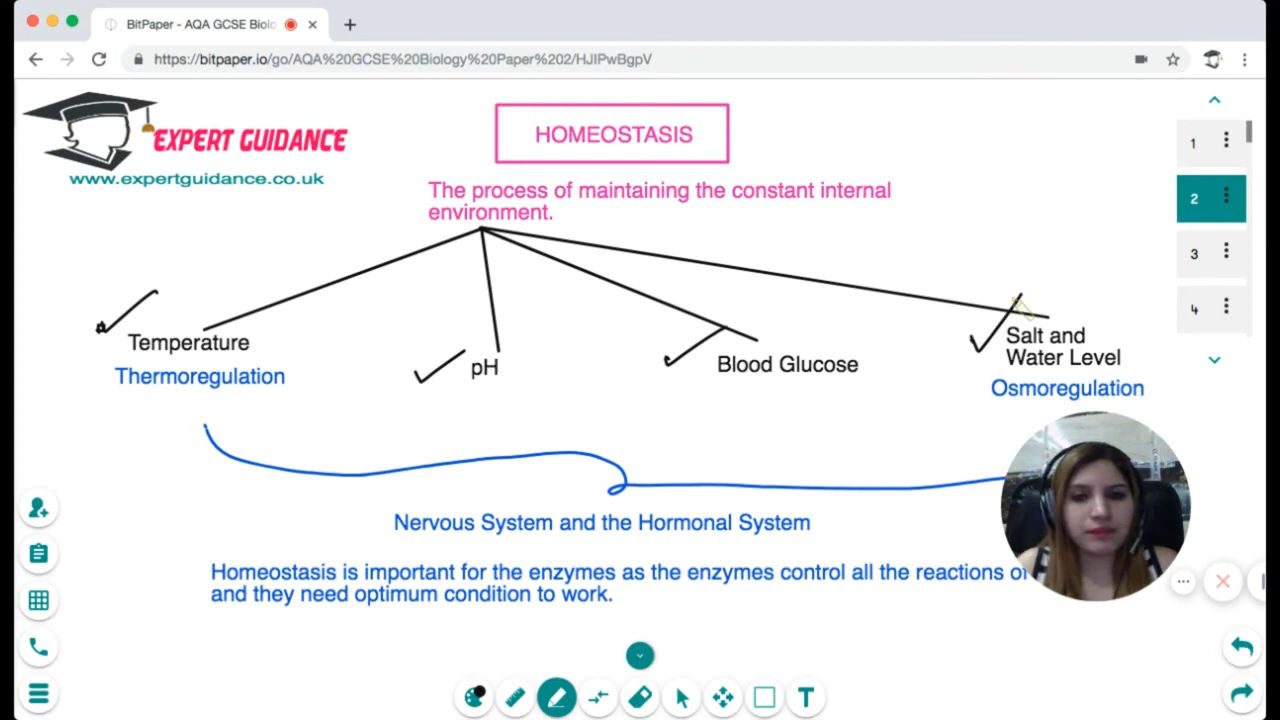 BitPaper - AQA GCSE Biolo
https://bitpaper.io/go/AQA%20GCSE%20Biology%20Paper%202/HJIPwBgpV
EXPERT GUIDANCE
www.expertguidance.co.uk
HOMEOSTASIS
The process of maintaining the constant internal
environment.
1
2
3
4
Temperature
Thermoregulation
pH
Blood Glucose
Salt and
Water Level
Osmoregulation
Nervous System and the Hormonal System
Homeostasis is important for the enzymes as the enzymes control all the reactions
and they need optimum condition to work.
T